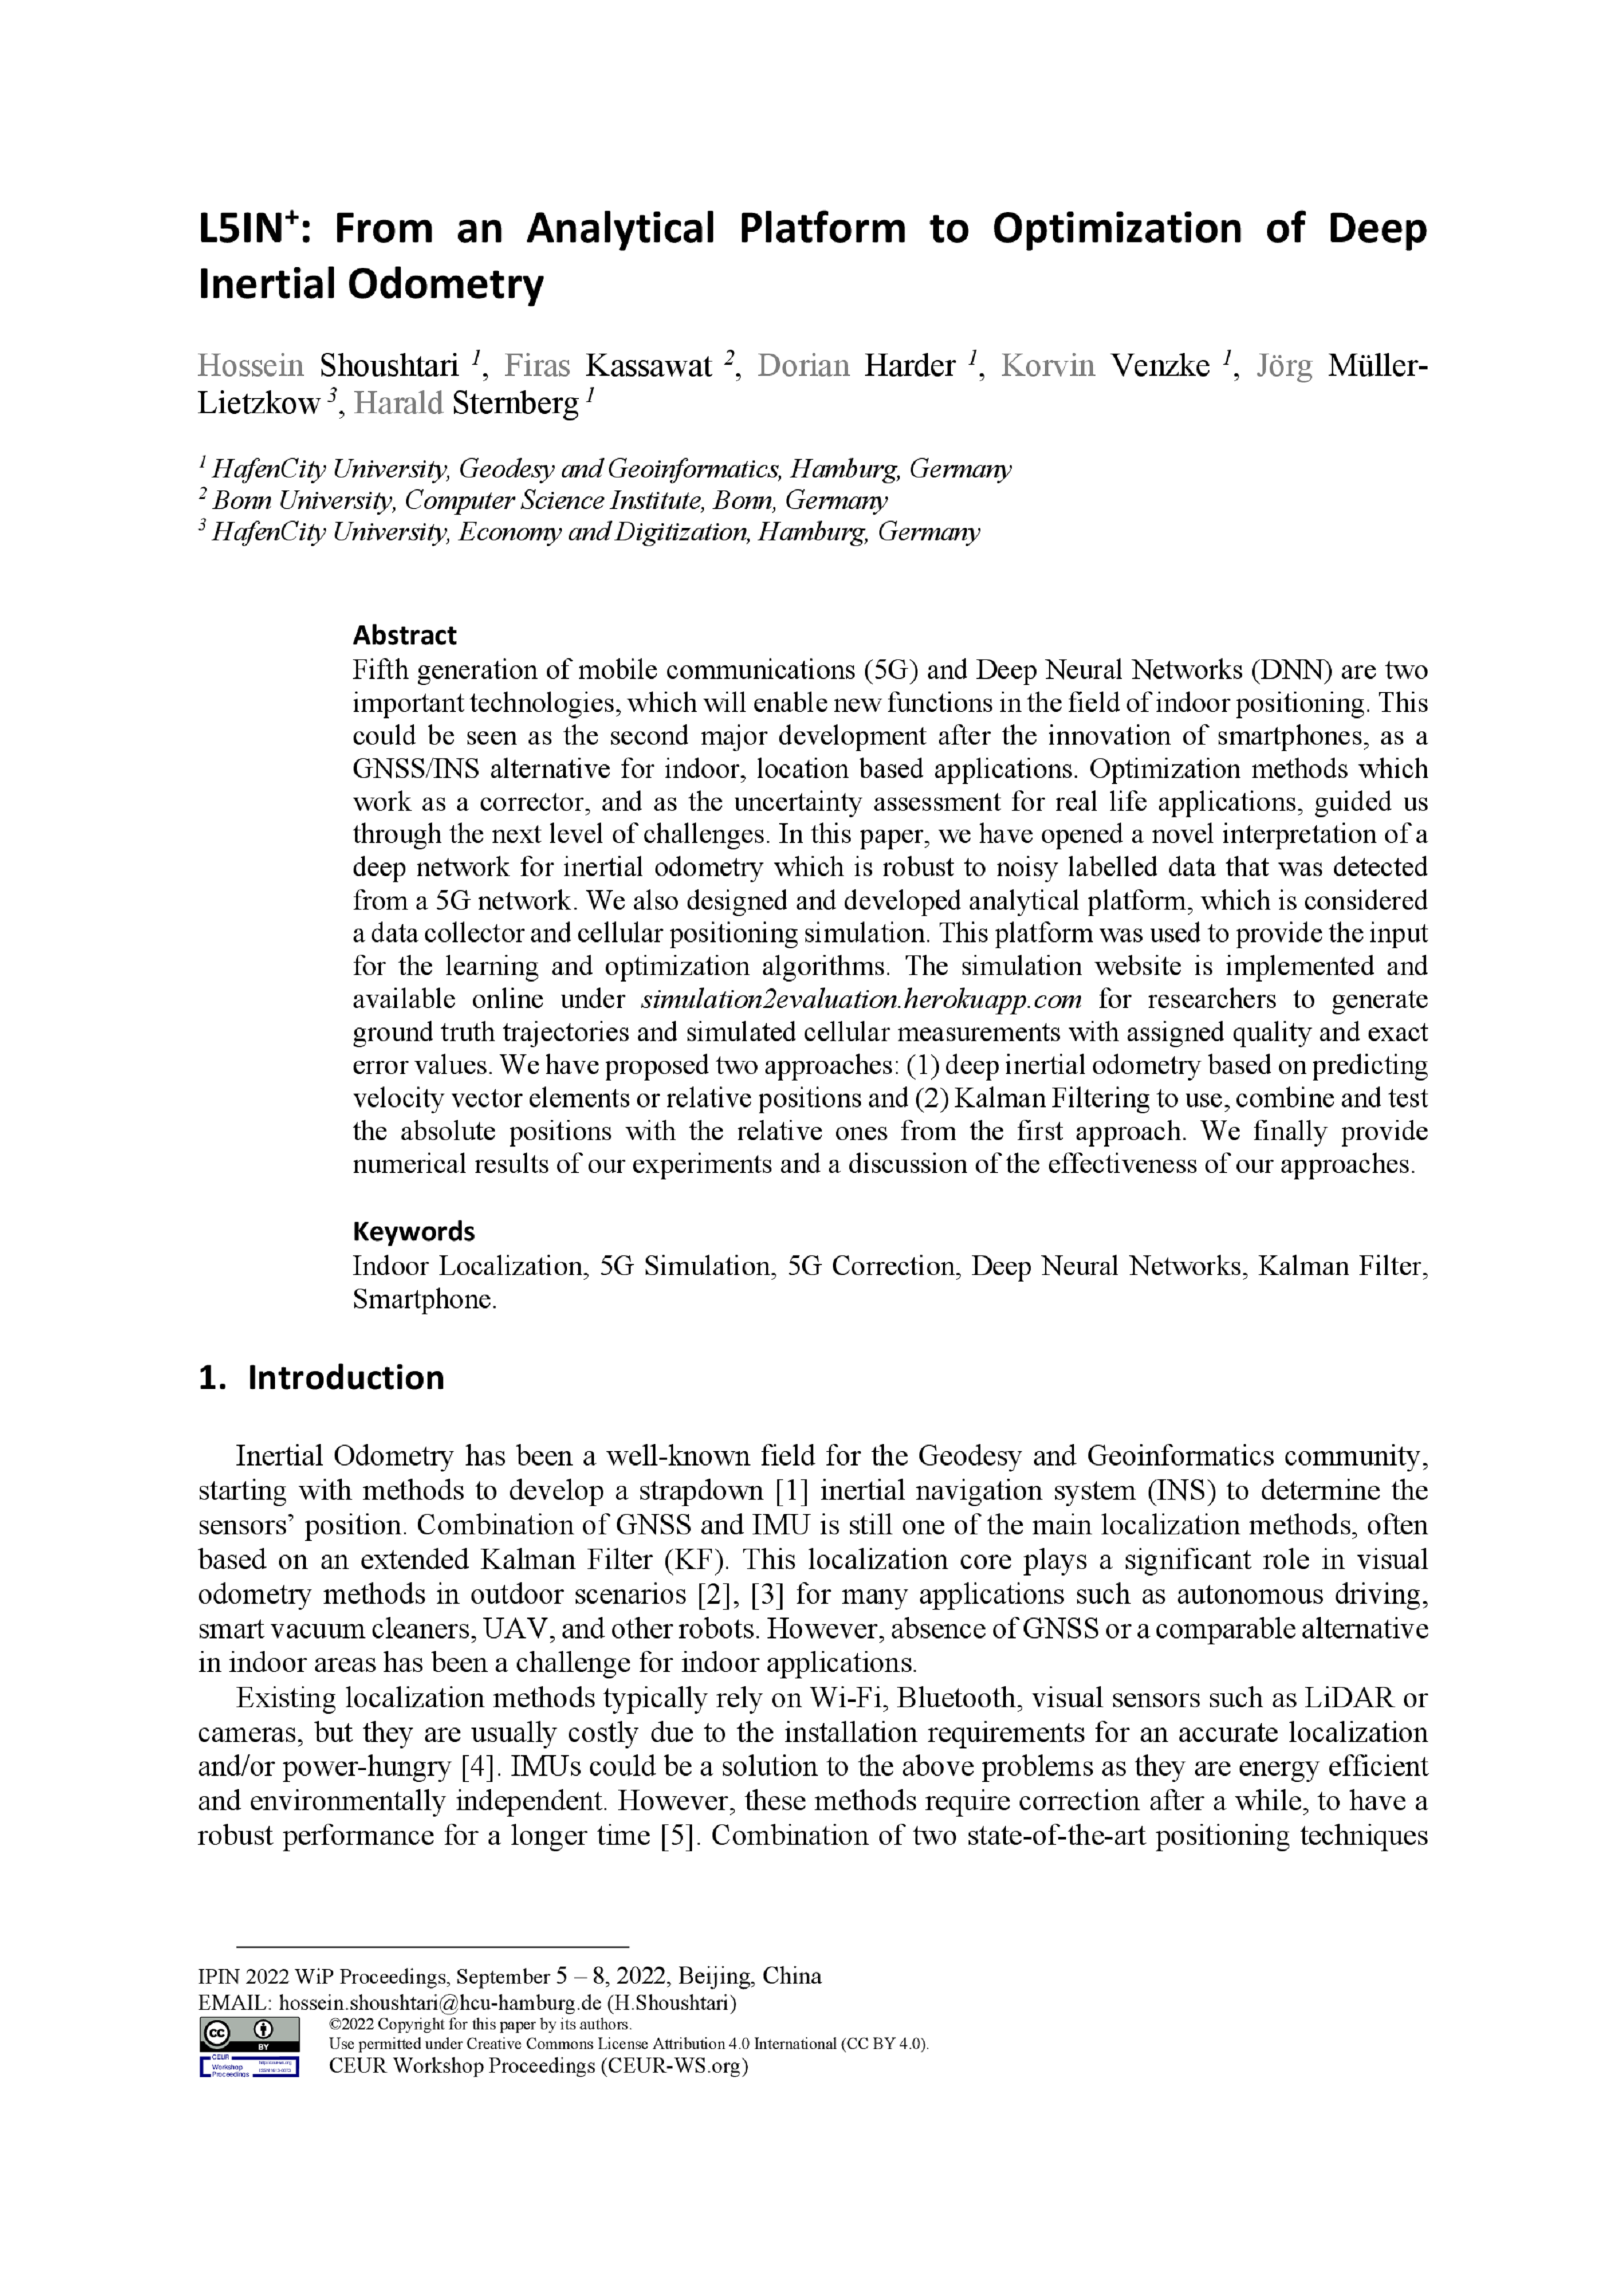 L5IN⁺: From an Analytical Platform to Optimization of Deep
Inertial Odometry
Hossein Shoushtari ¹, Firas Kassawat ², Dorian Harder ¹, Korvin Venzke ¹, Jörg Müller-
Lietzkow ³, Harald Sternberg ¹
¹ HafenCity University, Geodesy and Geoinformatics, Hamburg, Germany
² Bonn University, Computer Science Institute, Bonn, Germany
³ HafenCity University, Economy and Digitization, Hamburg, Germany
Abstract
Fifth generation of mobile communications (5G) and Deep Neural Networks (DNN) are two
important technologies, which will enable new functions in the field of indoor positioning. This
could be seen as the second major development after the innovation of smartphones, as a
GNSS/INS alternative for indoor, location based applications. Optimization methods which
work as a corrector, and as the uncertainty assessment for real life applications, guided us
through the next level of challenges. In this paper, we have opened a novel interpretation of a
deep network for inertial odometry which is robust to noisy labelled data that was detected
from a 5G network. We also designed and developed analytical platform, which is considered
a data collector and cellular positioning simulation. This platform was used to provide the input
for the learning and optimization algorithms. The simulation website is implemented and
available online under simulation2evaluation.herokuapp.com for researchers to generate
ground truth trajectories and simulated cellular measurements with assigned quality and exact
error values. We have proposed two approaches: (1) deep inertial odometry based on predicting
velocity vector elements or relative positions and (2) Kalman Filtering to use, combine and test
the absolute positions with the relative ones from the first approach. We finally provide
numerical results of our experiments and a discussion of the effectiveness of our approaches.
Keywords
Indoor Localization, 5G Simulation, 5G Correction, Deep Neural Networks, Kalman Filter,
Smartphone.
1. Introduction
Inertial Odometry has been a well-known field for the Geodesy and Geoinformatics community,
starting with methods to develop a strapdown [1] inertial navigation system (INS) to determine the
sensors’ position. Combination of GNSS and IMU is still one of the main localization methods, often
based on an extended Kalman Filter (KF). This localization core plays a significant role in visual
odometry methods in outdoor scenarios [2], [3] for many applications such as autonomous driving,
smart vacuum cleaners, UAV, and other robots. However, absence of GNSS or a comparable alternative
in indoor areas has been a challenge for indoor applications.
Existing localization methods typically rely on Wi-Fi, Bluetooth, visual sensors such as LiDAR or
cameras, but they are usually costly due to the installation requirements for an accurate localization
and/or power-hungry [4]. IMUs could be a solution to the above problems as they are energy efficient
and environmentally independent. However, these methods require correction after a while, to have a
robust performance for a longer time [5]. Combination of two state-of-the-art positioning techniques
IPIN 2022 WiP Proceedings, September 5 – 8, 2022, Beijing, China
EMAIL: hossein.shoushtari@hcu-hamburg.de (H.Shoushtari)
©2022 Copyright for this paper by its authors.
Use permitted under Creative Commons License Attribution 4.0 International (CC BY 4.0).
CEUR Workshop Proceedings (CEUR-WS.org)
cc
BY
CEUR
Workshop
Proceedings